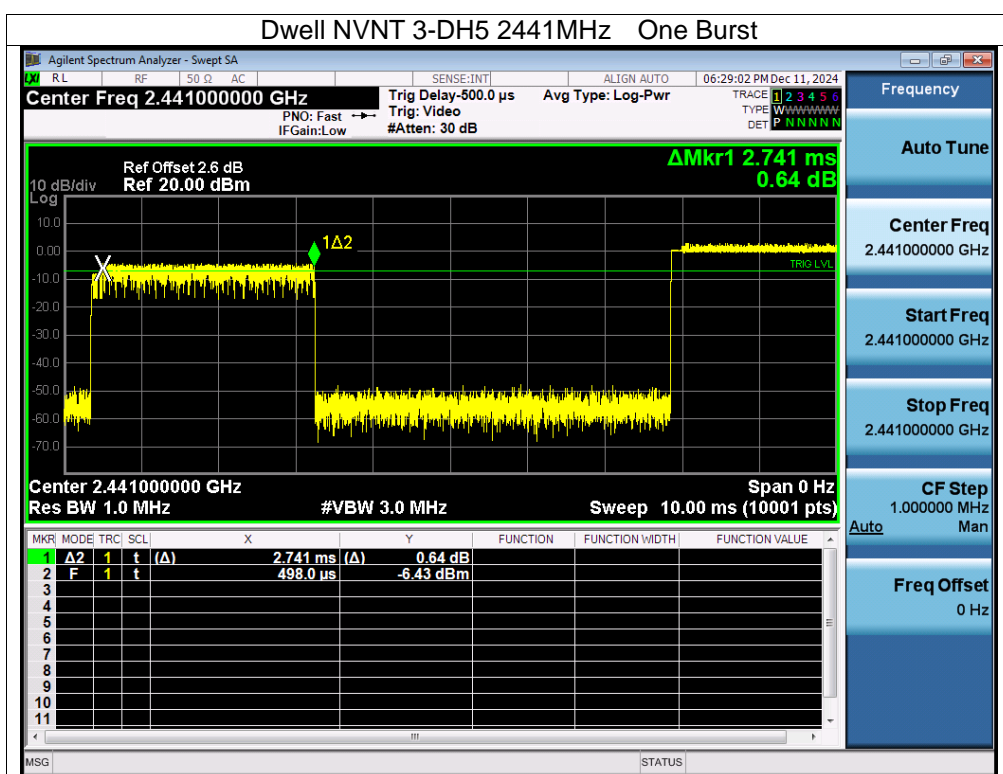 Dwell NVNT 3-DH5 2441MHz One Burst
Agilent Spectrum Analyzer - Swept SA
LXI RL RF 50 Ω AC SENSE:INT ALIGN AUTO 06:29:02 PM Dec 11, 2024
Center Freq 2.441000000 GHz
PNO: Fast
IFGain:Low
Trig Delay-500.0 µs
Trig: Video
#Atten: 30 dB
Avg Type: Log-Pwr
TRACE 1 2 3 4 5 6
TYPE WWWWWW
DET P N N N N N
Frequency
Auto Tune
Center Freq
2.441000000 GHz
Start Freq
2.441000000 GHz
Stop Freq
2.441000000 GHz
CF Step
1.000000 MHz
Auto Man
Freq Offset
0 Hz
ΔMkr1 2.741 ms
0.64 dB
Ref Offset 2.6 dB
10 dB/div Ref 20.00 dBm
Log
10.0
0.00
-10.0
-20.0
-30.0
-40.0
-50.0
-60.0
-70.0
1Δ2
TRIG LVL
Center 2.441000000 GHz Span 0 Hz
Res BW 1.0 MHz #VBW 3.0 MHz Sweep 10.00 ms (10001 pts)
MKR MODE TRC SCL X Y FUNCTION FUNCTION WIDTH FUNCTION VALUE
1 Δ2 1 t (Δ) 2.741 ms (Δ) 0.64 dB
2 F 1 t 498.0 µs -6.43 dBm
3
4
5
6
7
8
9
10
11
MSG STATUS